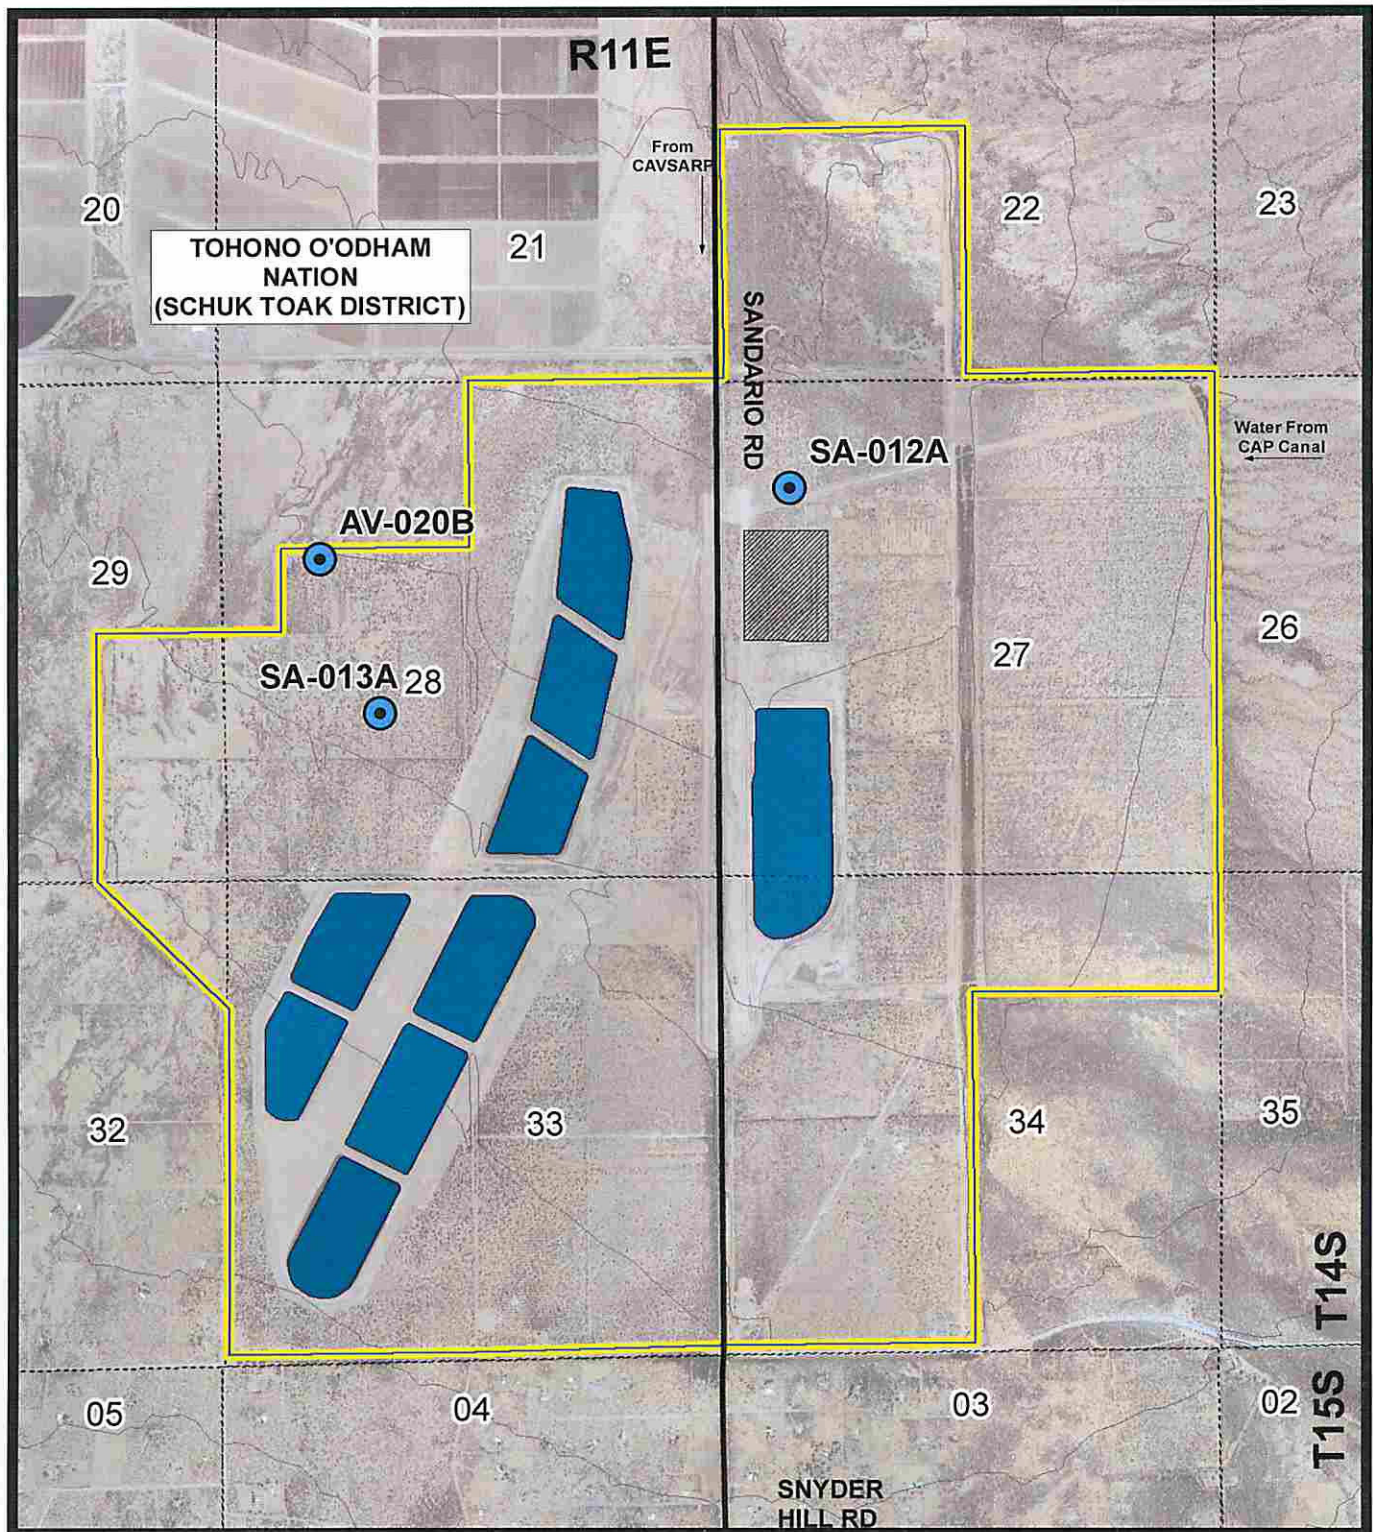 R11E
From
CAVSARP
20
21
22
23
TOHONO O'ODHAM
NATION
(SCHUK TOAK DISTRICT)
SANDARIO RD
Water From
CAP Canal
SA-012A
AV-020B
29
26
27
SA-013A
28
32
33
34
35
T14S
T15S
05
04
03
02
SNYDER
HILL RD